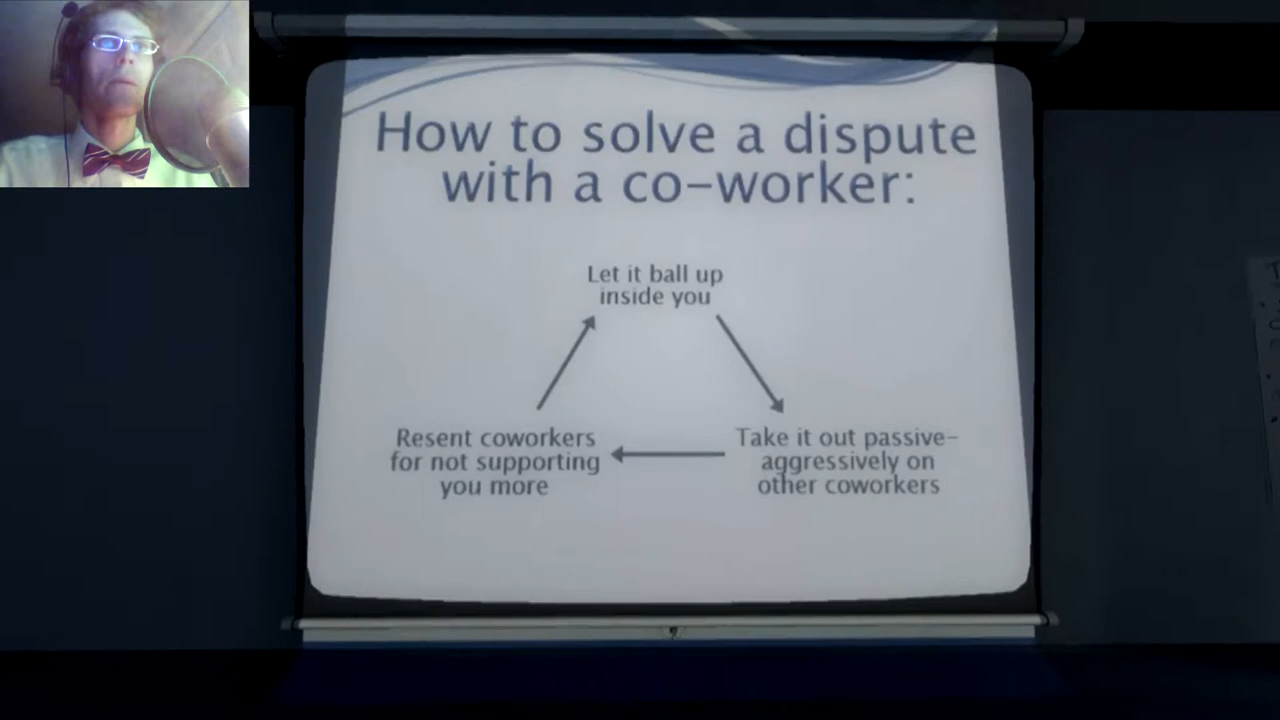 How to solve a dispute
with a co-worker:
Let it ball up
inside you
Resent coworkers
for not supporting
you more
Take it out passive-
aggressively on
other coworkers